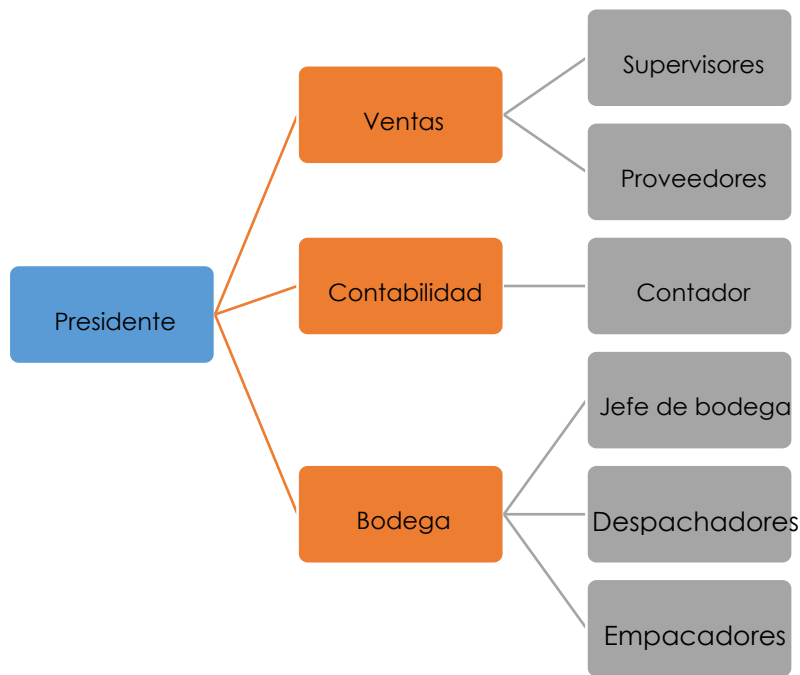 Presidente
Ventas
Supervisores
Proveedores
Contabilidad
Contador
Bodega
Jefe de bodega
Despachadores
Empacadores